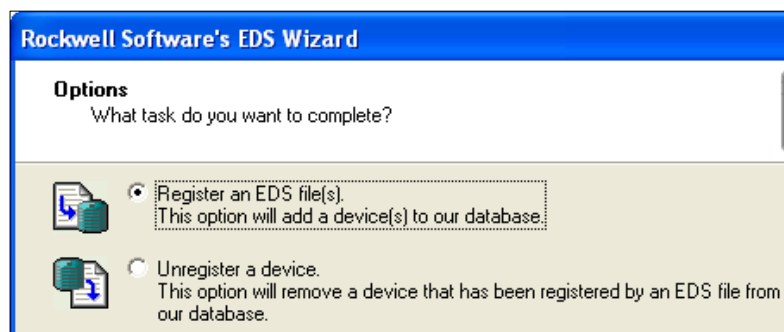 Rockwell Software's EDS Wizard
Options
What task do you want to complete?
Register an EDS file(s).
This option will add a device(s) to our database.
Unregister a device.
This option will remove a device that has been registered by an EDS file from
our database.